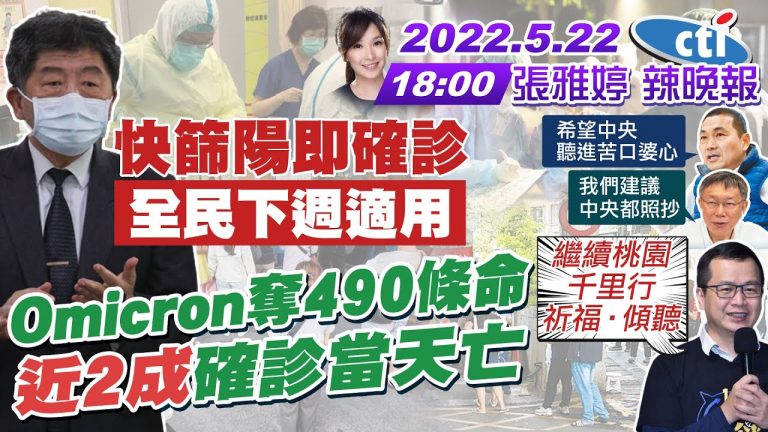 2022.5.22
cti
18:00 張雅婷 辣晚報
快篩陽即確診
全民下週適用
希望中央
聽進苦口婆心
我們建議
中央都照抄
繼續桃園
千里行
祈福·傾聽
Omicron奪490條命
近2成確診當天亡